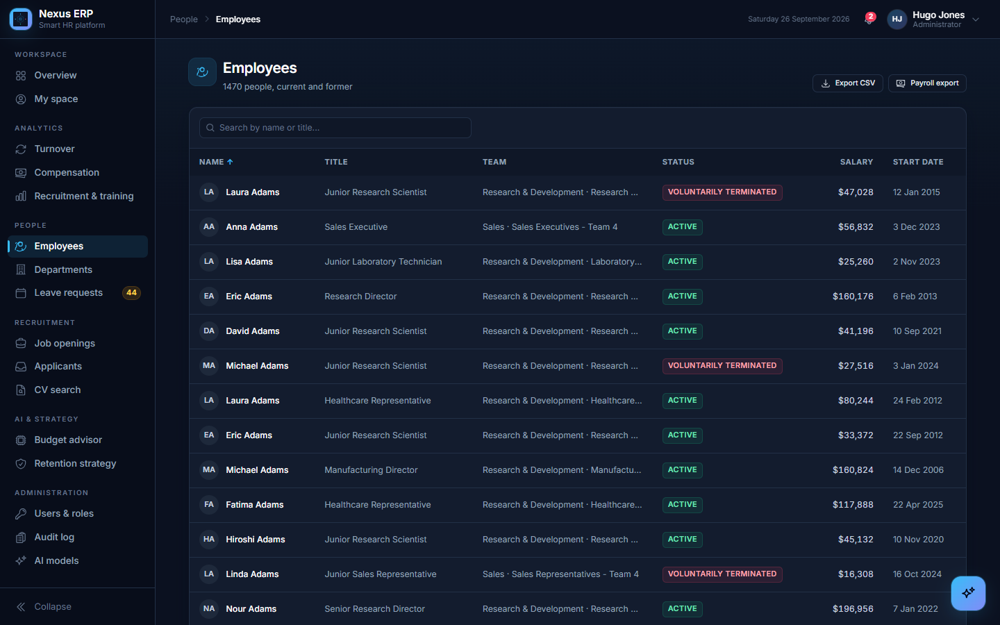 Nexus ERP
Smart HR platform
People > Employees
Saturday 26 September 2026
2
HJ
Hugo Jones
Administrator
WORKSPACE
Overview
My space
ANALYTICS
Turnover
Compensation
Recruitment & training
PEOPLE
Employees
Departments
Leave requests 44
RECRUITMENT
Job openings
Applicants
CV search
AI & STRATEGY
Budget advisor
Retention strategy
ADMINISTRATION
Users & roles
Audit log
AI models
Collapse
Employees
1470 people, current and former
Export CSV
Payroll export
Search by name or title...
NAME ↑ TITLE TEAM STATUS SALARY START DATE
LA Laura Adams Junior Research Scientist Research & Development · Research ... VOLUNTARILY TERMINATED $47,028 12 Jan 2015
AA Anna Adams Sales Executive Sales · Sales Executives - Team 4 ACTIVE $56,832 3 Dec 2023
LA Lisa Adams Junior Laboratory Technician Research & Development · Laboratory... ACTIVE $25,260 2 Nov 2023
EA Eric Adams Research Director Research & Development · Research ... ACTIVE $160,176 6 Feb 2013
DA David Adams Junior Research Scientist Research & Development · Research ... ACTIVE $41,196 10 Sep 2021
MA Michael Adams Junior Research Scientist Research & Development · Research ... VOLUNTARILY TERMINATED $27,516 3 Jan 2024
LA Laura Adams Healthcare Representative Research & Development · Healthcare... ACTIVE $80,244 24 Feb 2012
EA Eric Adams Junior Research Scientist Research & Development · Research ... ACTIVE $33,372 22 Sep 2012
MA Michael Adams Manufacturing Director Research & Development · Manufactu... ACTIVE $160,824 14 Dec 2006
FA Fatima Adams Healthcare Representative Research & Development · Healthcare... ACTIVE $117,888 22 Apr 2025
HA Hiroshi Adams Junior Research Scientist Research & Development · Research ... ACTIVE $45,132 10 Nov 2020
LA Linda Adams Junior Sales Representative Sales · Sales Representatives - Team 4 VOLUNTARILY TERMINATED $16,308 16 Oct 2024
NA Nour Adams Senior Research Director Research & Development · Research ... ACTIVE $196,956 7 Jan 2022